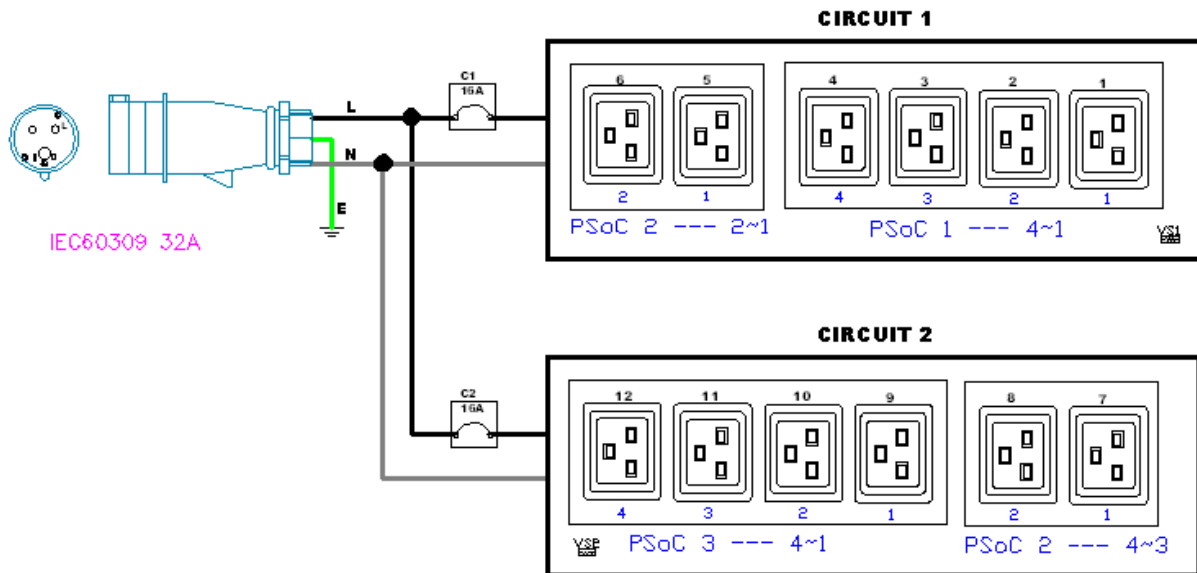 CIRCUIT 1
C1
16A
L
N
E
IEC60309 32A
6 5 4 3 2 1
2 1 4 3 2 1
PSoC 2 --- 2~1
PSoC 1 --- 4~1
VS1
CIRCUIT 2
C2
16A
12 11 10 9 8 7
4 3 2 1 2 1
VSP
PSoC 3 --- 4~1
PSoC 2 --- 4~3